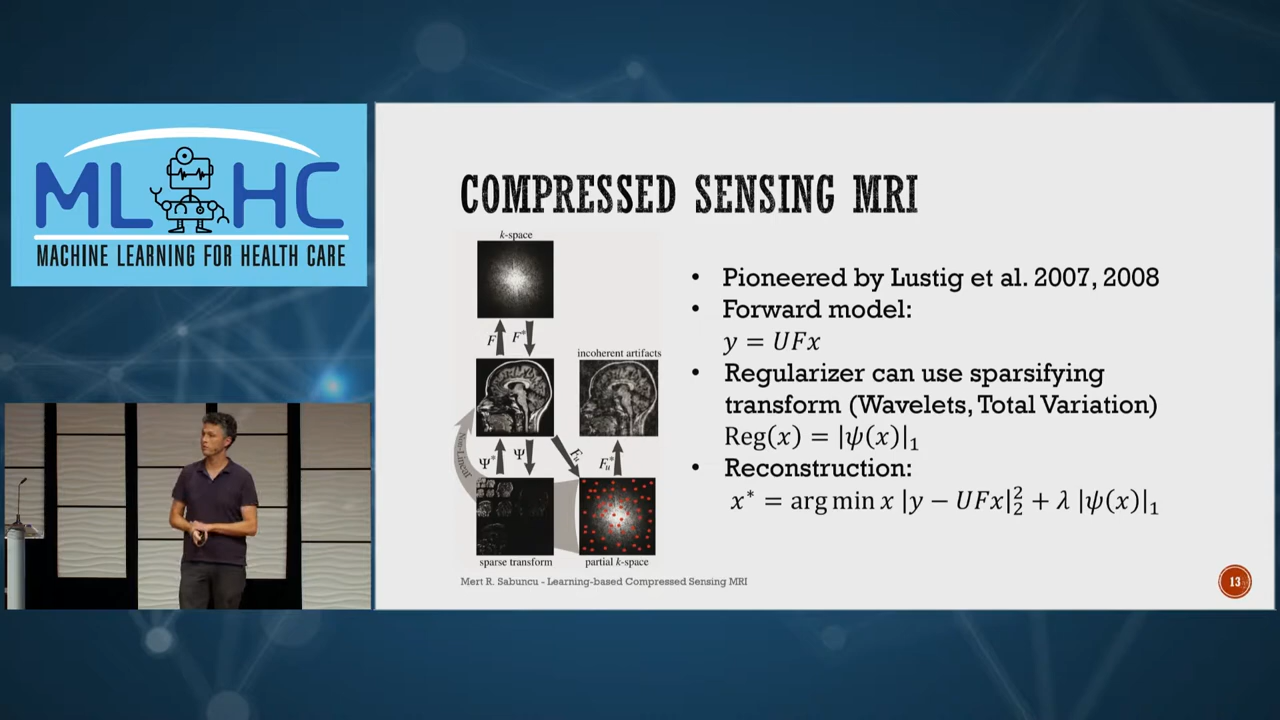 ML HC
MACHINE LEARNING FOR HEALTH CARE
COMPRESSED SENSING MRI
k-space
F F*
incoherent artifacts
Non-Linear
Ψ* Ψ
F_u F_u*
sparse transform
partial k-space
• Pioneered by Lustig et al. 2007, 2008
• Forward model:
y = UFx
• Regularizer can use sparsifying
transform (Wavelets, Total Variation)
Reg(x) = |ψ(x)|₁
• Reconstruction:
x* = arg min x |y − UFx|₂² + λ |ψ(x)|₁
Mert R. Sabuncu - Learning-based Compressed Sensing MRI
13